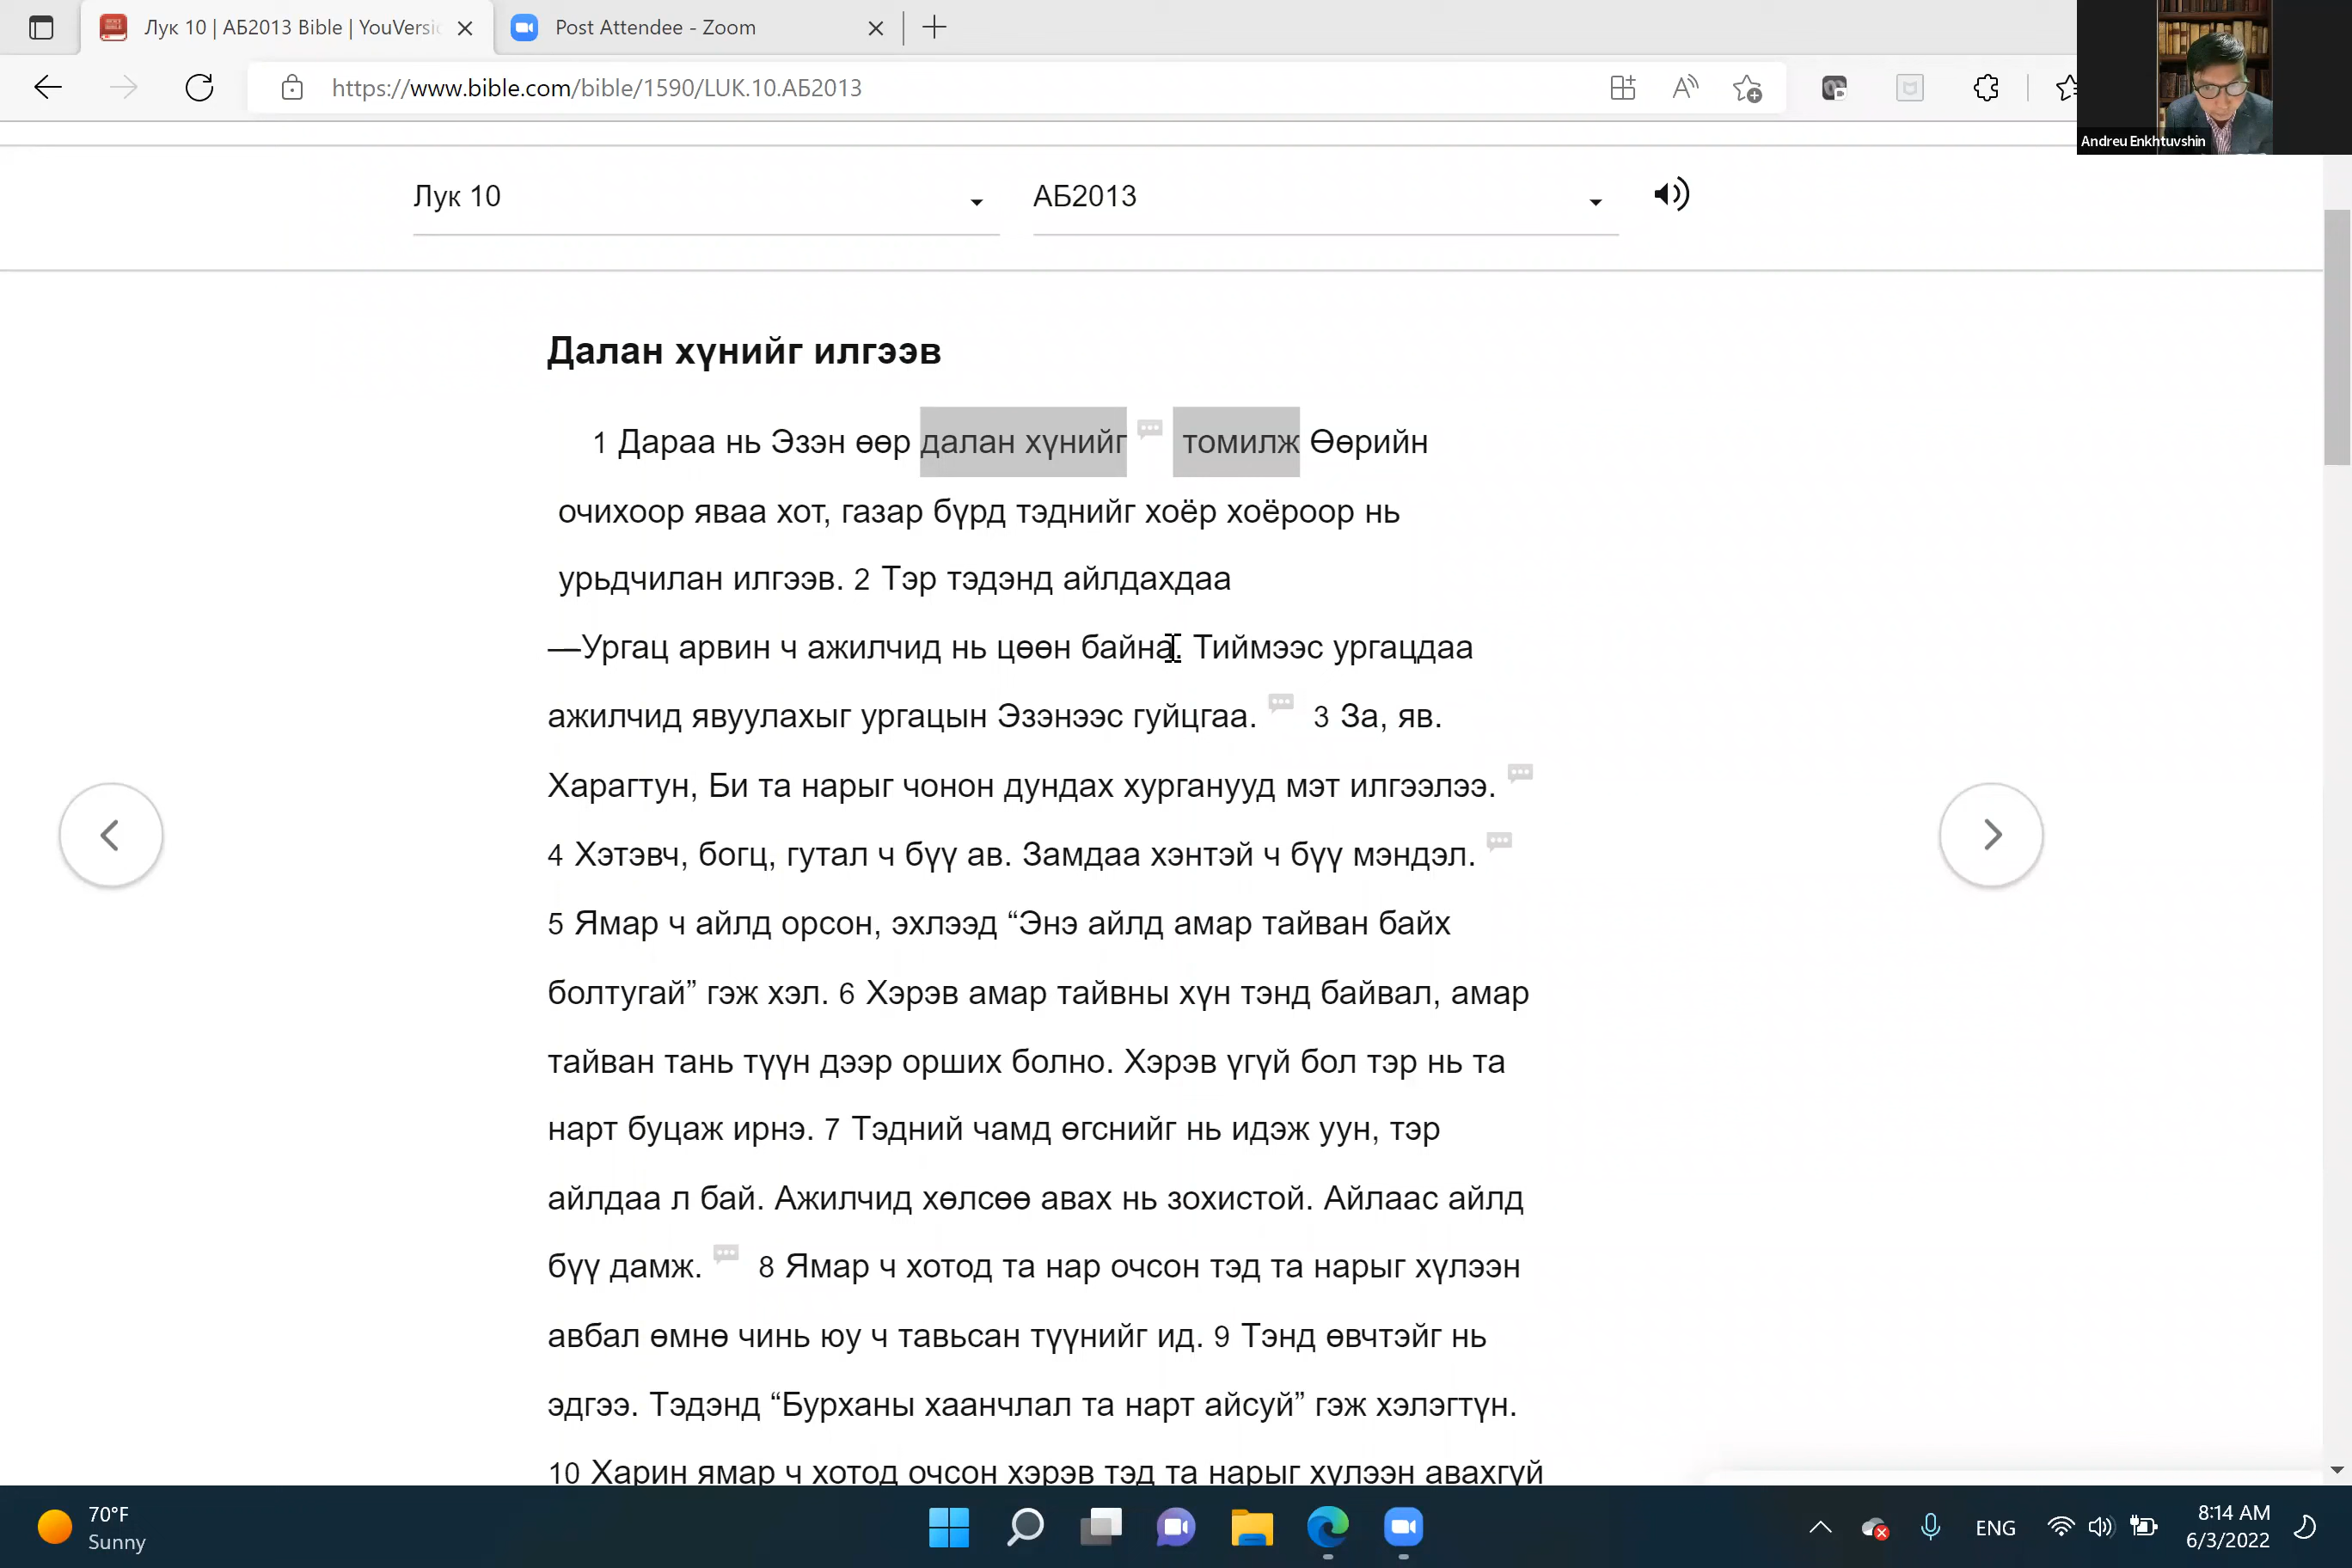 Лук 10 | АБ2013 Bible | YouVersi
Post Attendee - Zoom
https://www.bible.com/bible/1590/LUK.10.АБ2013
Andreu Enkhtuvshin
Лук 10
АБ2013
Далан хүнийг илгээв
1 Дараа нь Эзэн өөр далан хүнийг томилж Өөрийн
очихоор яваа хот, газар бүрд тэднийг хоёр хоёроор нь
урьдчилан илгээв. 2 Тэр тэдэнд айлдахдаа
—Ургац арвин ч ажилчид нь цөөн байна. Тиймээс ургацдаа
ажилчид явуулахыг ургацын Эзэнээс гуйцгаа. 3 За, яв.
Харагтун, Би та нарыг чонон дундах хурганууд мэт илгээлээ.
4 Хэтэвч, богц, гутал ч бүү ав. Замдаа хэнтэй ч бүү мэндэл.
5 Ямар ч айлд орсон, эхлээд “Энэ айлд амар тайван байх
болтугай” гэж хэл. 6 Хэрэв амар тайвны хүн тэнд байвал, амар
тайван тань түүн дээр орших болно. Хэрэв үгүй бол тэр нь та
нарт буцаж ирнэ. 7 Тэдний чамд өгснийг нь идэж уун, тэр
айлдаа л бай. Ажилчид хөлсөө авах нь зохистой. Айлаас айлд
бүү дамж. 8 Ямар ч хотод та нар очсон тэд та нарыг хүлээн
авбал өмнө чинь юу ч тавьсан түүнийг ид. 9 Тэнд өвчтэйг нь
эдгээ. Тэдэнд “Бурханы хаанчлал та нарт айсуй” гэж хэлэгтүн.
10 Харин ямар ч хотод очсон хэрэв тэд та нарыг хүлээн авахгүй
70°F
Sunny
ENG
8:14 AM
6/3/2022